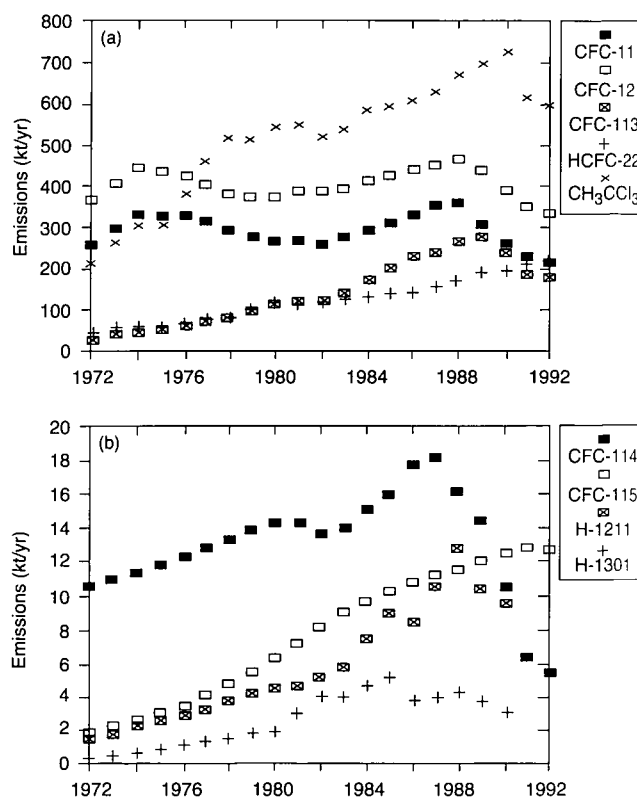 (a)
Emissions (kt/yr)
800
700
600
500
400
300
200
100
0
1972
1976
1980
1984
1988
1992
CFC-11
CFC-12
CFC-113
HCFC-22
CH₃CCl₃
(b)
Emissions (kt/yr)
20
18
16
14
12
10
8
6
4
2
0
1972
1976
1980
1984
1988
1992
CFC-114
CFC-115
H-1211
H-1301